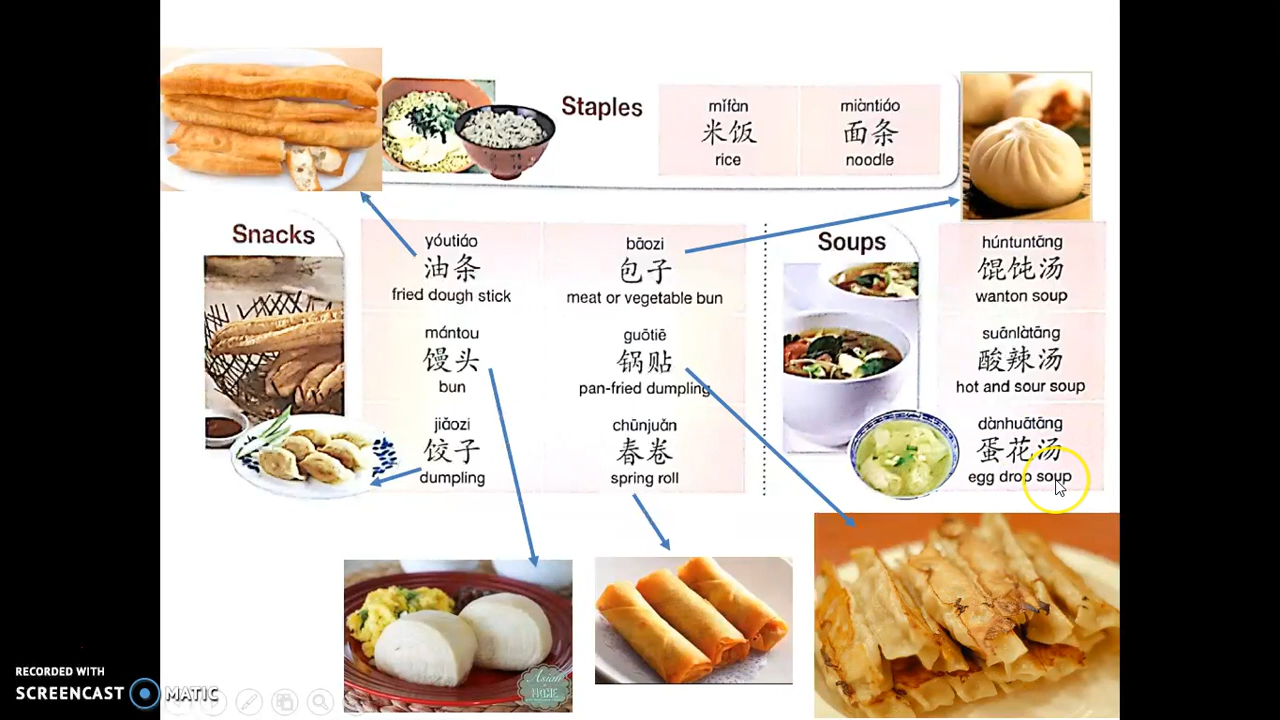 Staples
mǐfàn
米饭
rice
miàntiáo
面条
noodle
Snacks
yóutiáo
油条
fried dough stick
bāozi
包子
meat or vegetable bun
mántou
馒头
bun
guōtiē
锅贴
pan-fried dumpling
jiǎozi
饺子
dumpling
chūnjuǎn
春卷
spring roll
Soups
húntuntāng
馄饨汤
wanton soup
suānlàtāng
酸辣汤
hot and sour soup
dànhuātāng
蛋花汤
egg drop soup
Asian
at HOME
RECORDED WITH
SCREENCAST MATIC